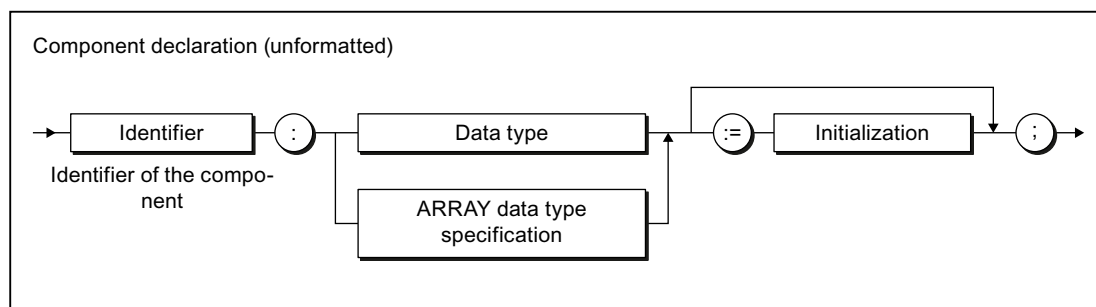 Component declaration (unformatted)
Identifier
:
Data type
:=
Initialization
;
Identifier of the compo-
nent
ARRAY data type
specification